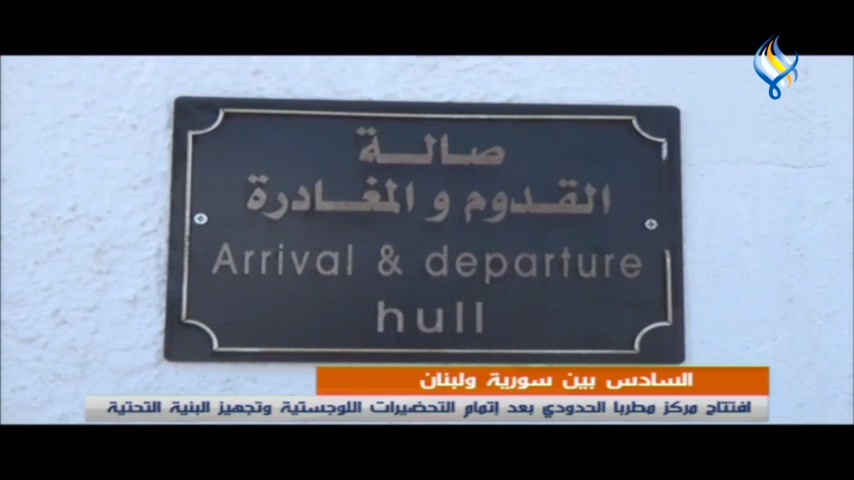 صالة
القدوم و المغادرة
Arrival & departure
hull
السادس بين سورية ولبنان
افتتاح مركز مطربا الحدودي بعد إتمام التحضيرات اللوجستية وتجهيز البنية التحتية